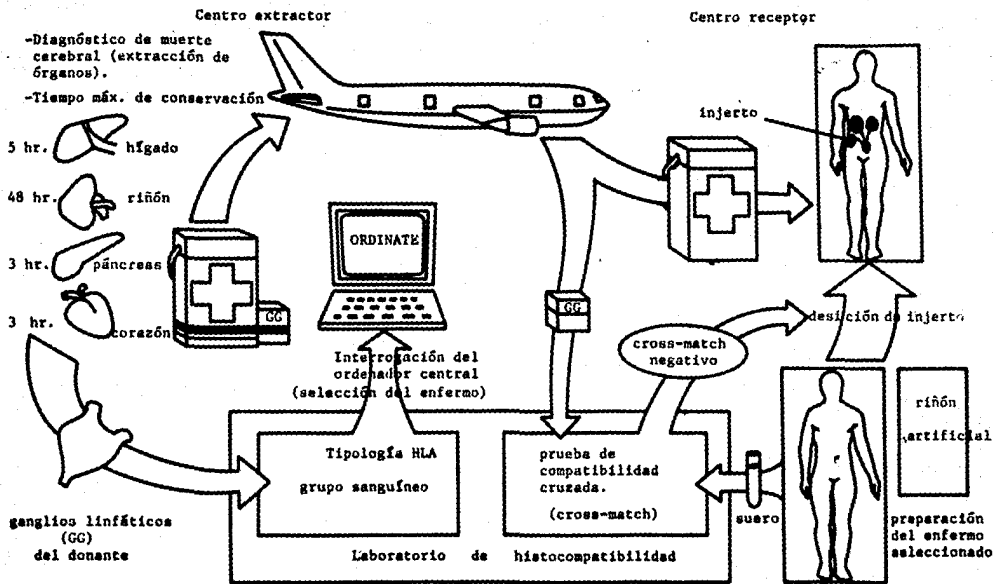 Centro extractor
-Diagnóstico de muerte
cerebral (extracción de
órganos).
-Tiempo máx. de conservación
5 hr. hígado
48 hr. riñón
3 hr. páncreas
3 hr. corazón
GG
ORDINATE
Interrogación del
ordenador central
(selección del enfermo)
Centro receptor
injerto
GG
cross-match
negativo
desición de injerto
Tipología HLA
grupo sanguíneo
prueba de
compatibilidad
cruzada.
(cross-match)
suero
riñón
artificial
ganglios linfáticos
(GG)
del donante
Laboratorio de histocompatibilidad
preparación
del enfermo
seleccionado